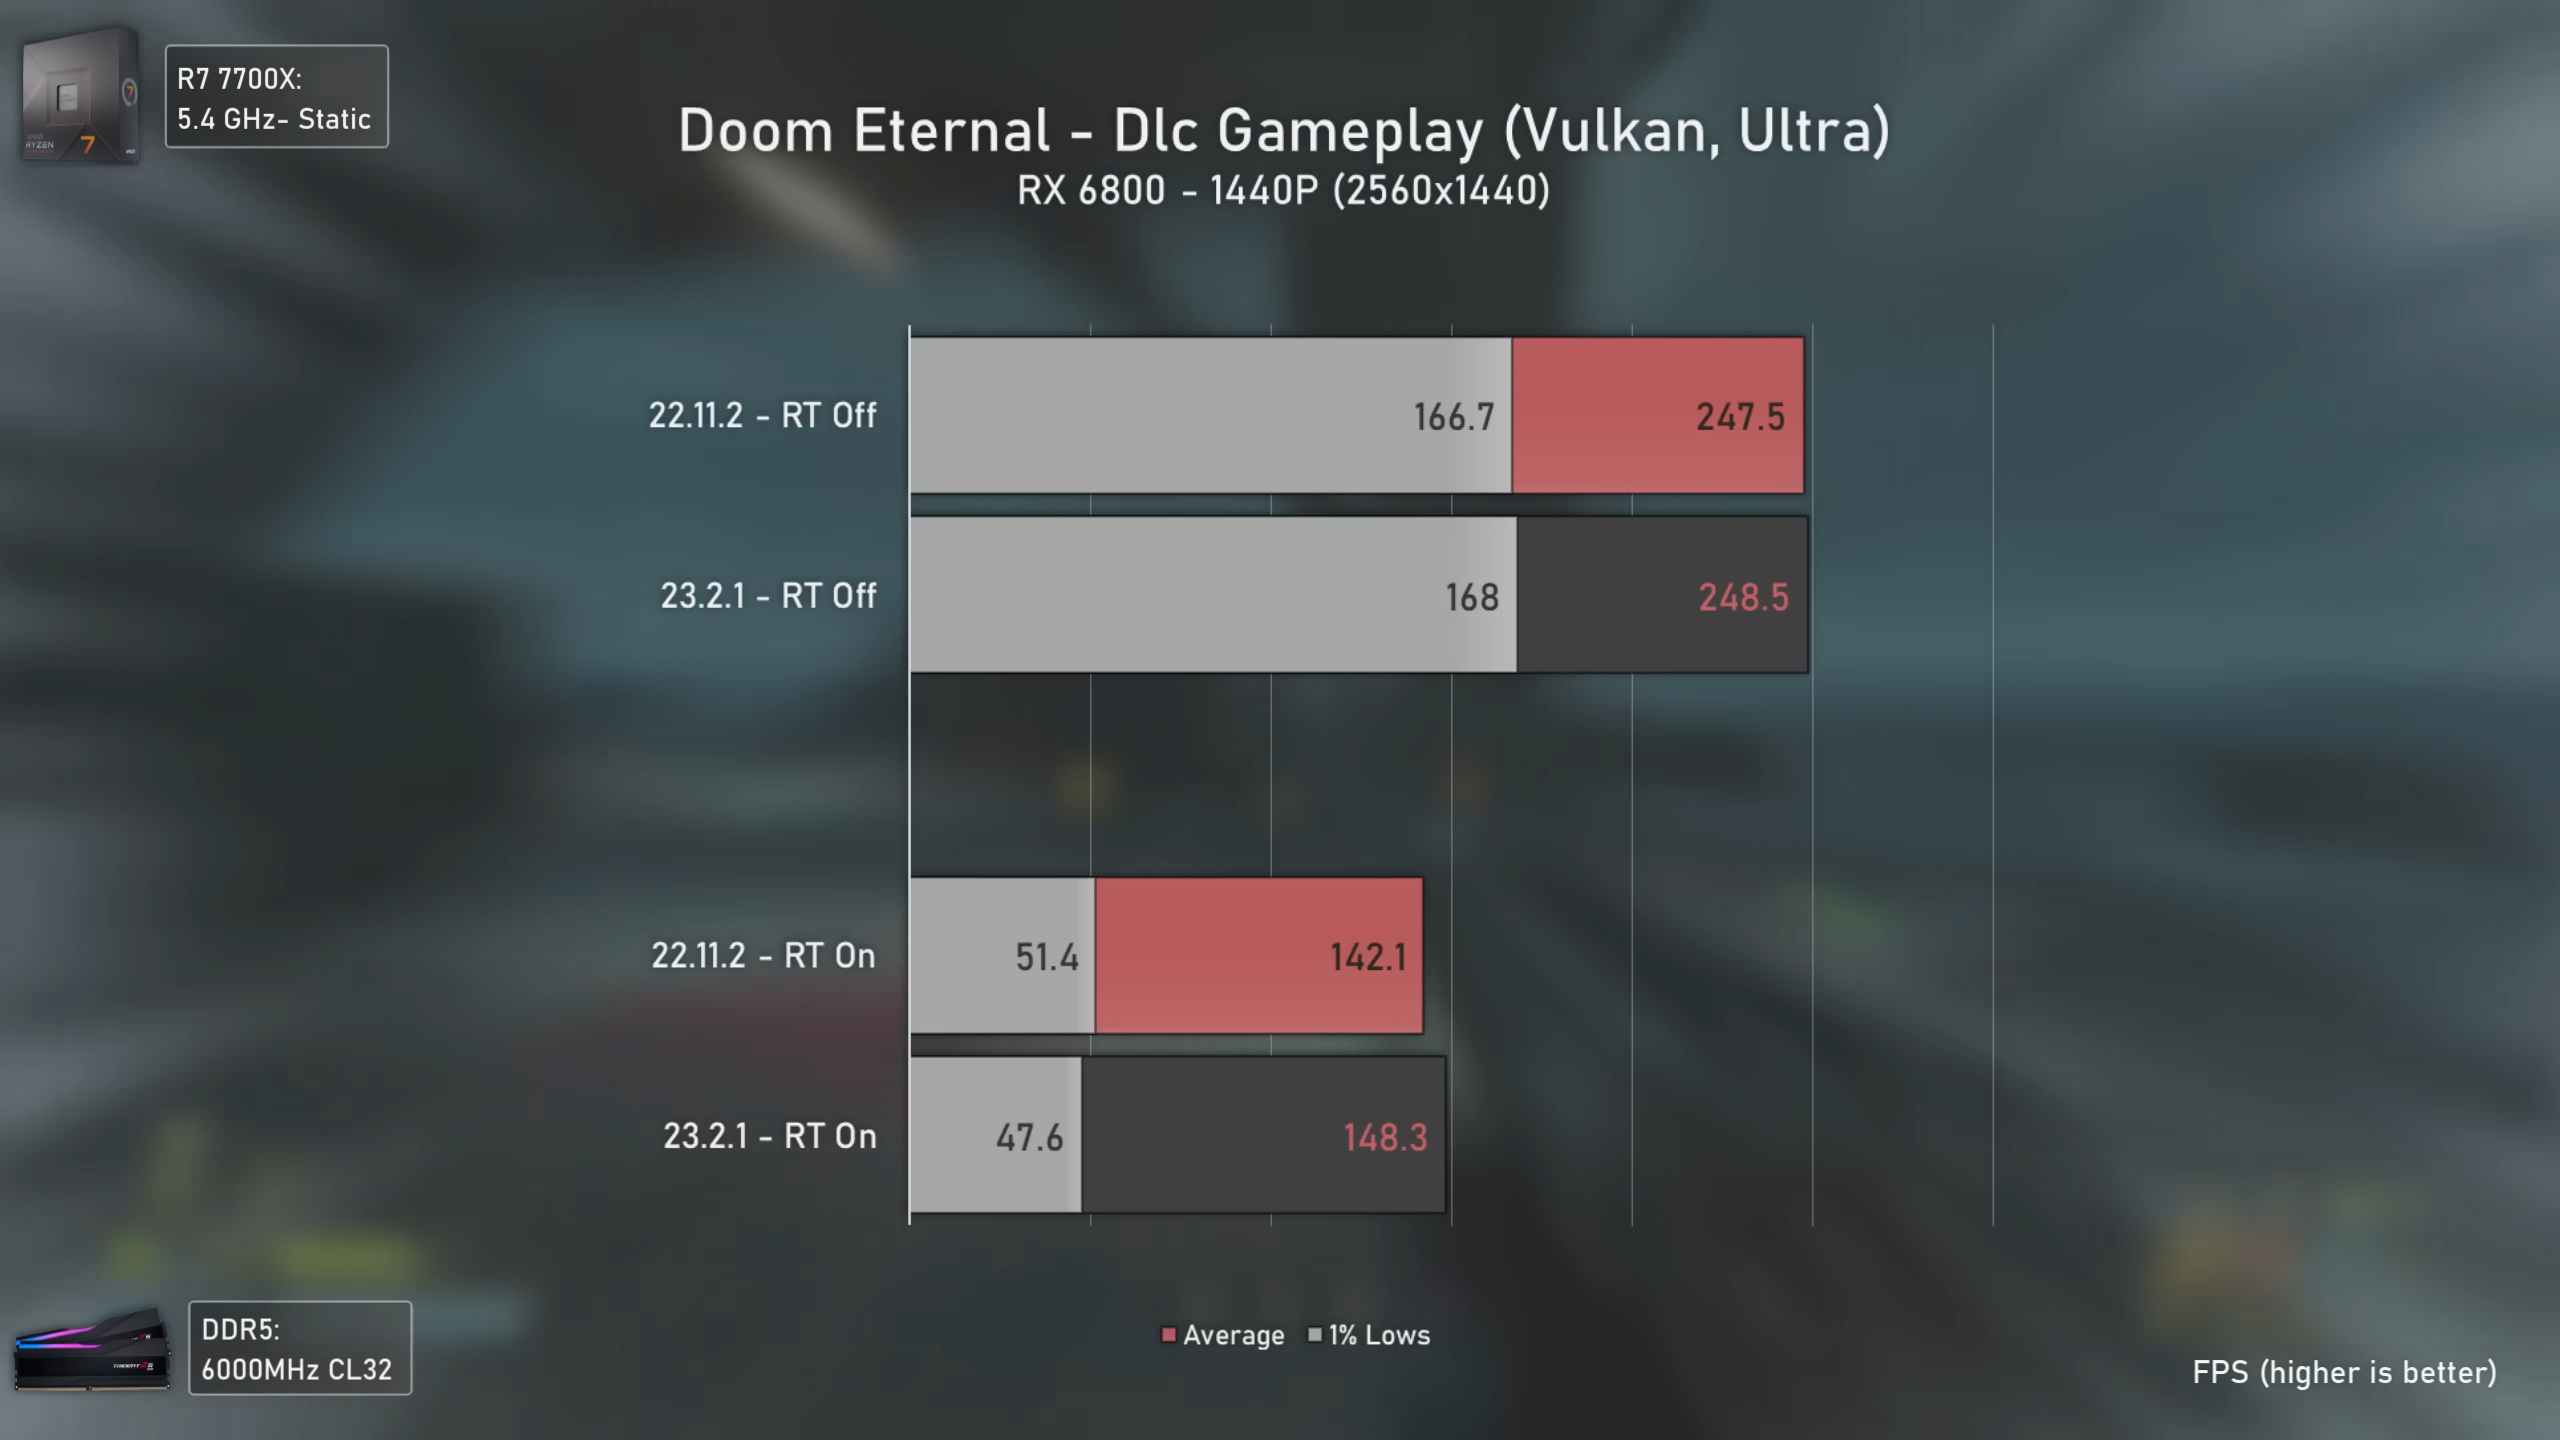 R7 7700X:
5.4 GHz- Static
RYZEN 7
Doom Eternal - Dlc Gameplay (Vulkan, Ultra)
RX 6800 - 1440P (2560x1440)
22.11.2 - RT Off
166.7
247.5
23.2.1 - RT Off
168
248.5
22.11.2 - RT On
51.4
142.1
23.2.1 - RT On
47.6
148.3
DDR5:
6000MHz CL32
Average
1% Lows
FPS (higher is better)